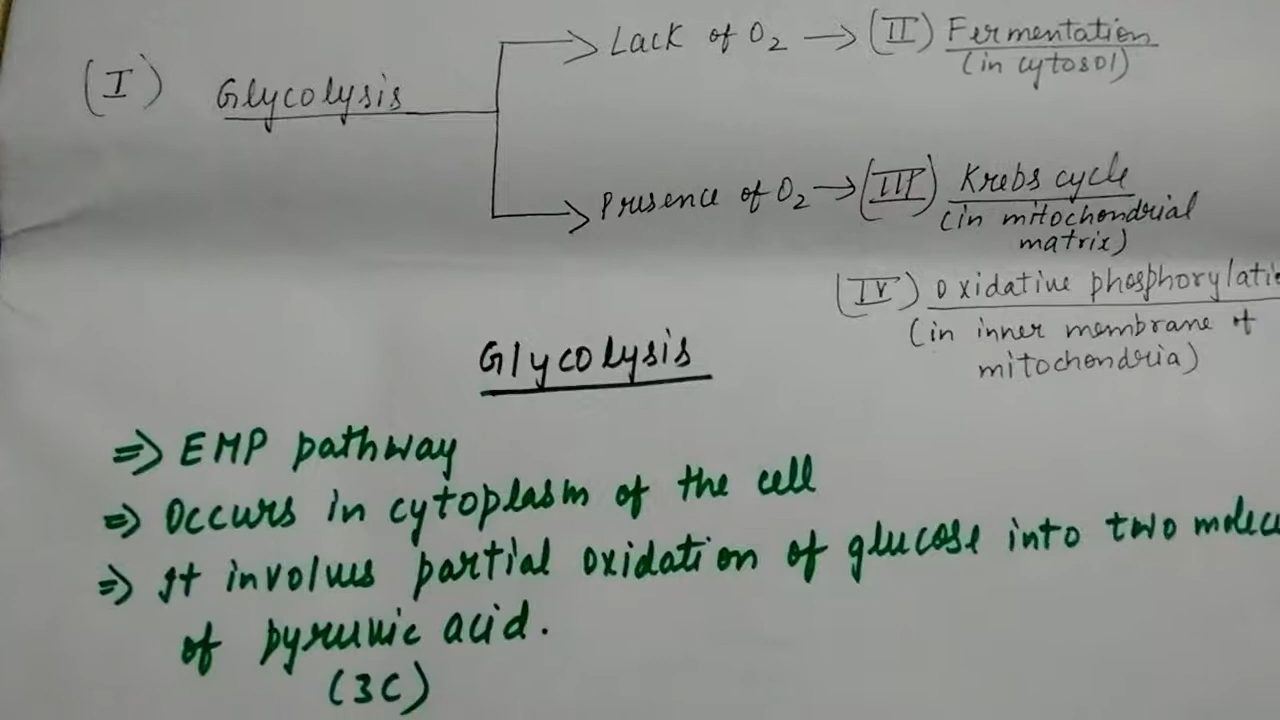 (I) Glycolysis
Lack of O2 → (II) Fermentation
(in cytosol)
Presence of O2 → (III) Krebs cycle
(in mitochondrial
matrix)
(IV) Oxidative phosphorylati
(in inner membrane of
mitochondria)
Glycolysis
⇒ EMP pathway
⇒ Occurs in cytoplasm of the cell
⇒ It involves partial oxidation of glucose into two molecu
of pyruvic acid.
(3C)